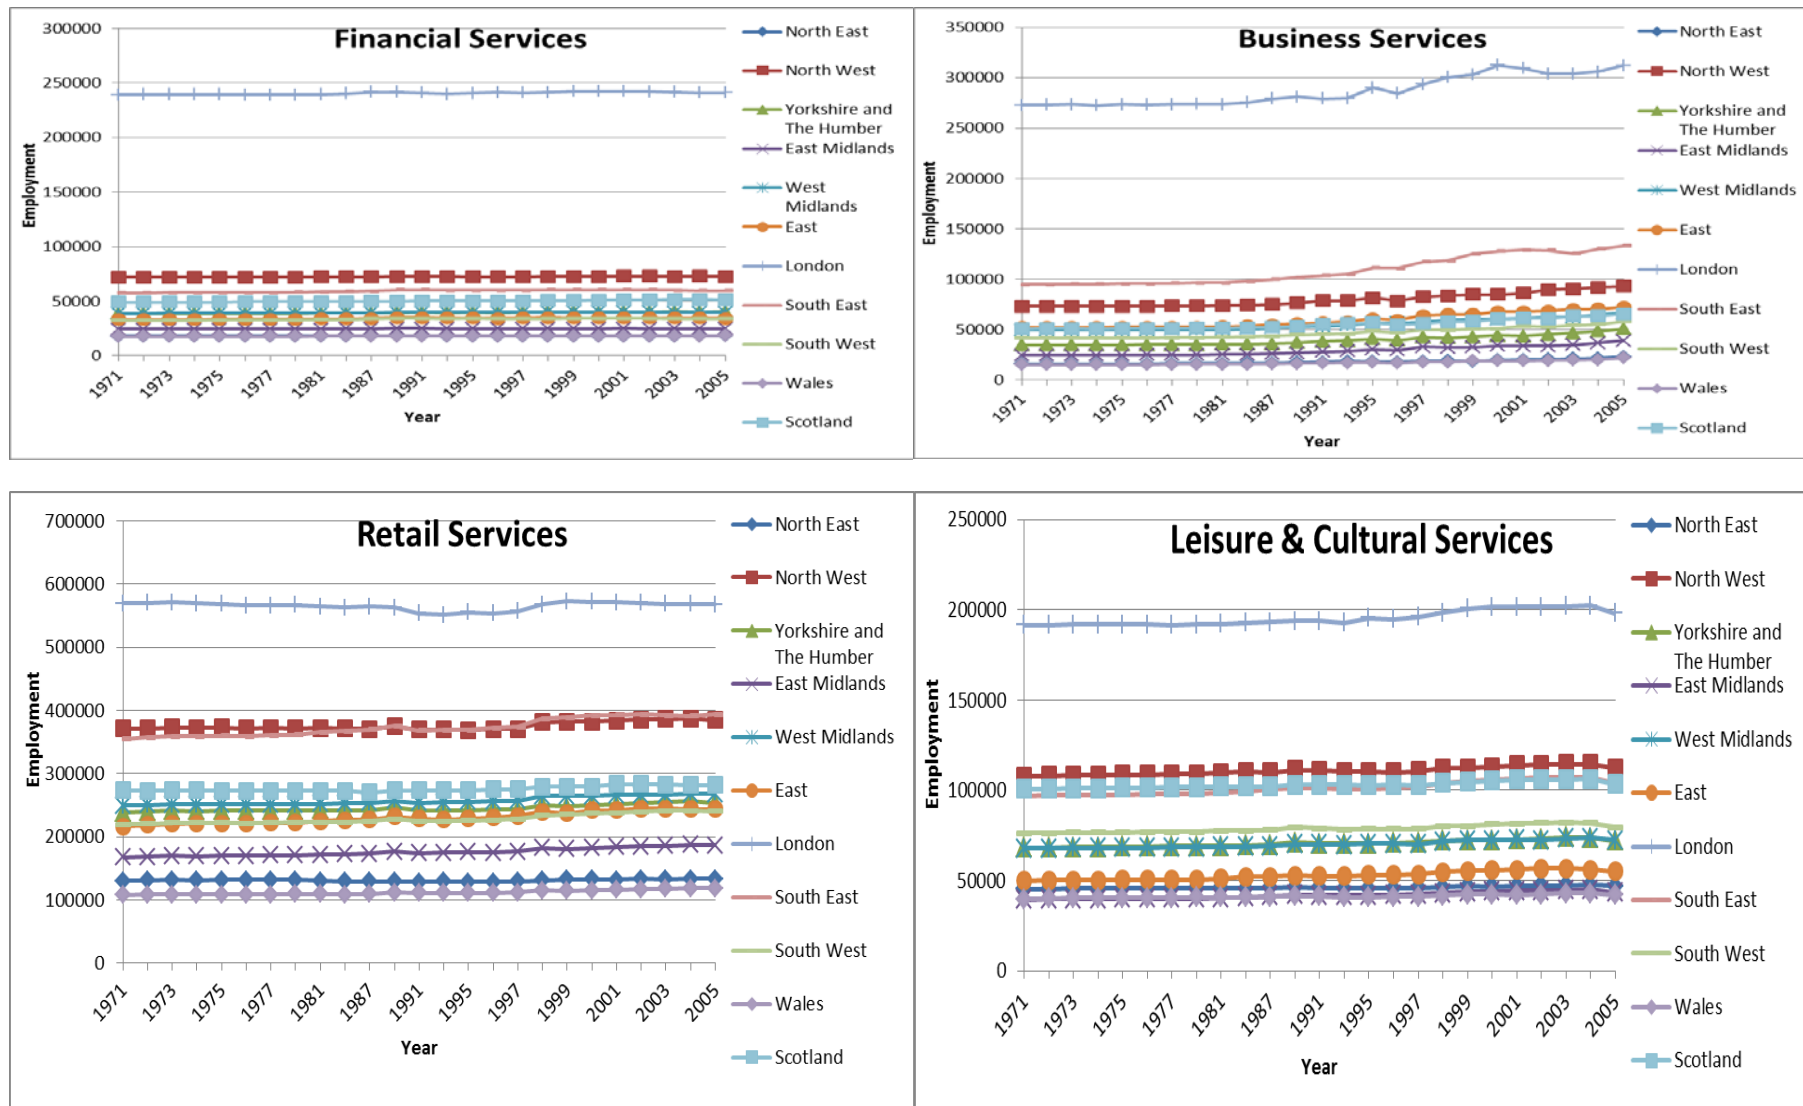 Financial Services
300000
250000
200000
150000
100000
50000
0
Employment
1971
1973
1975
1977
1981
1987
1991
1995
1997
1999
2001
2003
2005
Year
North East
North West
Yorkshire and
The Humber
East Midlands
West
Midlands
East
London
South East
South West
Wales
Scotland
Business Services
350000
300000
250000
200000
150000
100000
50000
0
Employment
1971
1973
1975
1977
1981
1987
1991
1995
1997
1999
2001
2003
2005
Year
North East
North West
Yorkshire and
The Humber
East Midlands
West Midlands
East
London
South East
South West
Wales
Scotland
Retail Services
700000
600000
500000
400000
300000
200000
100000
0
Employment
1971
1973
1975
1977
1981
1987
1991
1995
1997
1999
2001
2003
2005
Year
North East
North West
Yorkshire and
The Humber
East Midlands
West Midlands
East
London
South East
South West
Wales
Scotland
Leisure & Cultural Services
250000
200000
150000
100000
50000
0
Employment
1971
1973
1975
1977
1981
1987
1991
1995
1997
1999
2001
2003
2005
Year
North East
North West
Yorkshire and
The Humber
East Midlands
West Midlands
East
London
South East
South West
Wales
Scotland